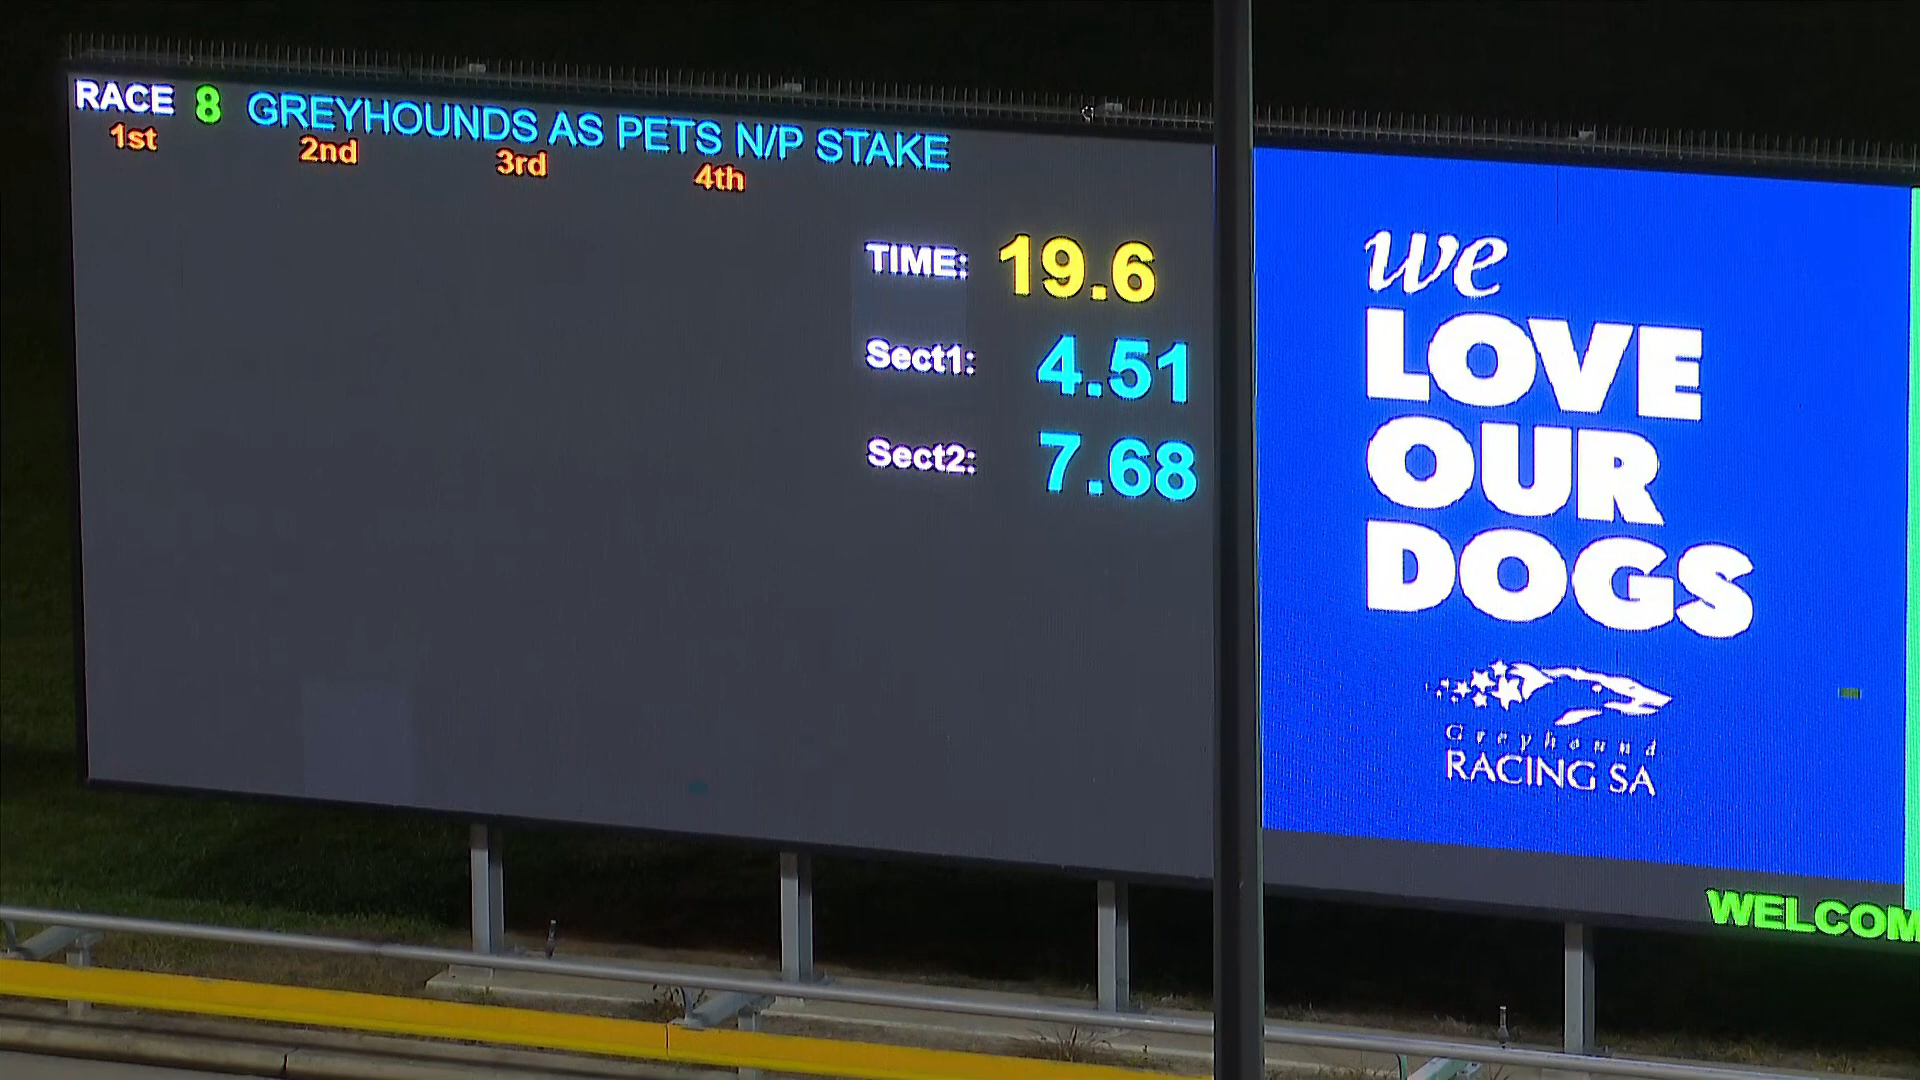 RACE 8 GREYHOUNDS AS PETS N/P STAKE
1st 2nd 3rd 4th
TIME: 19.6
Sect1: 4.51
Sect2: 7.68
we
LOVE
OUR
DOGS
Greyhound
RACING SA
WELCOM